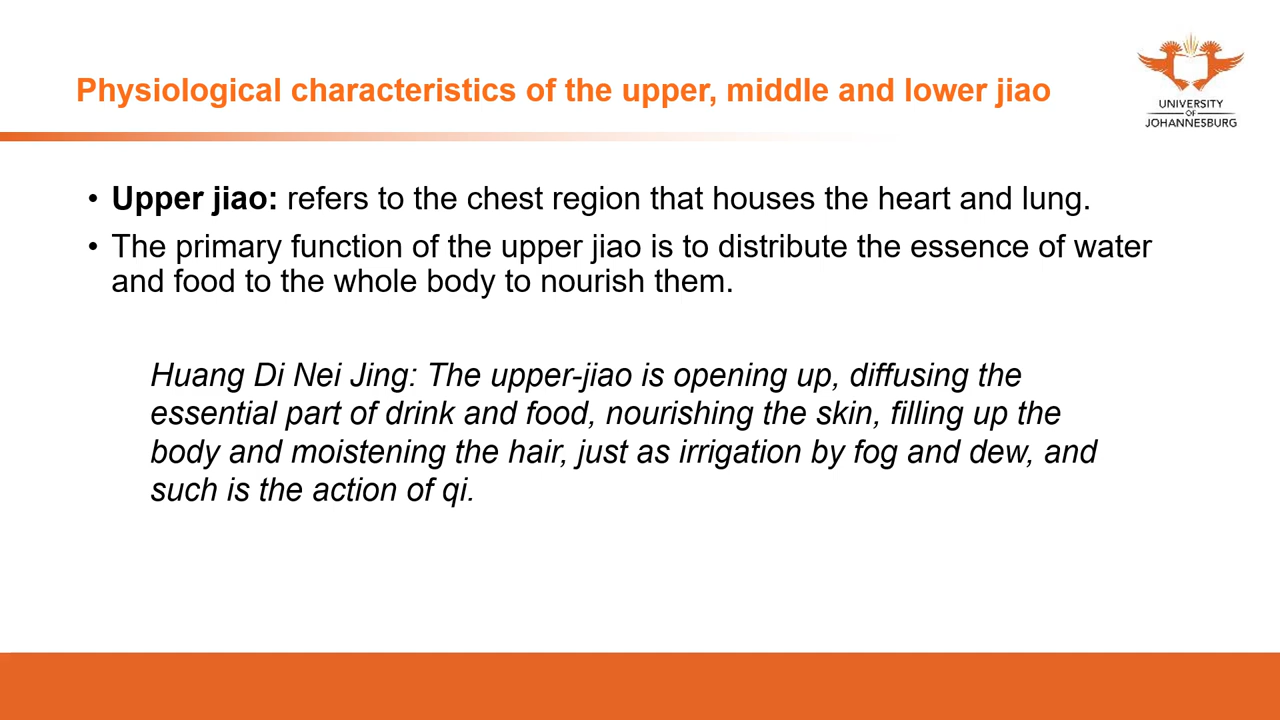 Physiological characteristics of the upper, middle and lower jiao
UNIVERSITY
OF
JOHANNESBURG
• Upper jiao: refers to the chest region that houses the heart and lung.
• The primary function of the upper jiao is to distribute the essence of water
and food to the whole body to nourish them.
Huang Di Nei Jing: The upper-jiao is opening up, diffusing the
essential part of drink and food, nourishing the skin, filling up the
body and moistening the hair, just as irrigation by fog and dew, and
such is the action of qi.